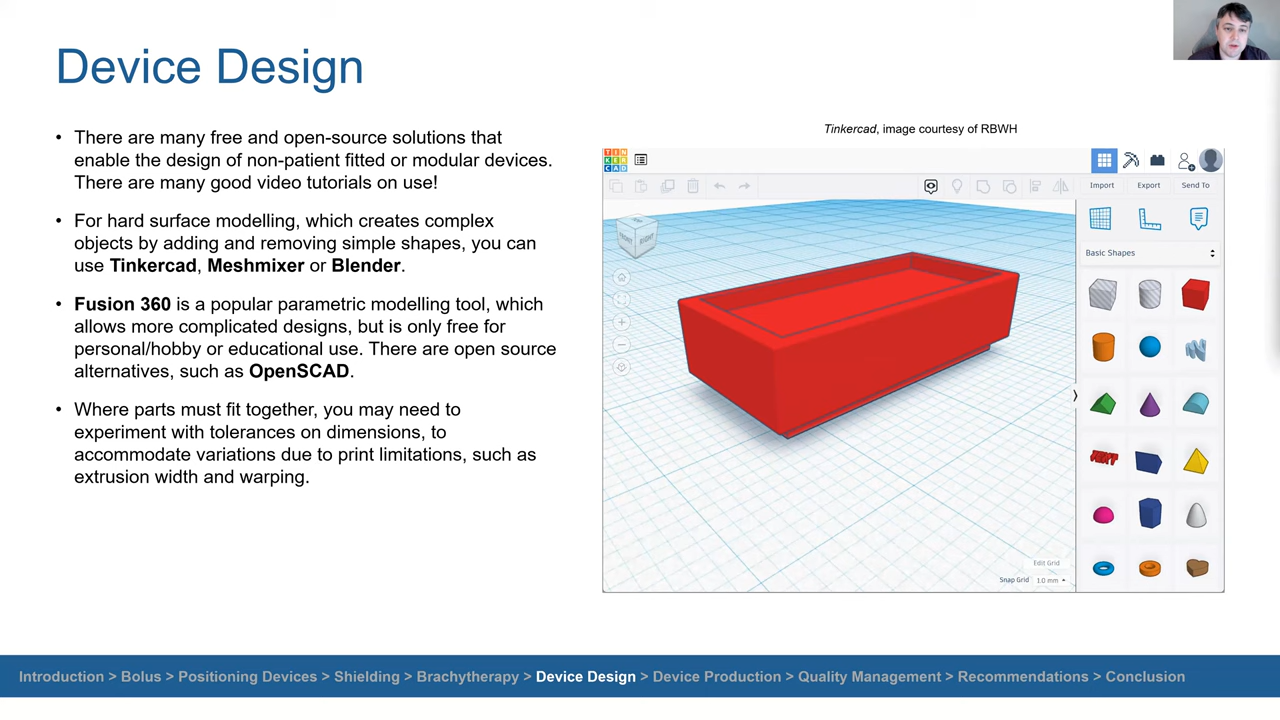 Device Design
• There are many free and open-source solutions that
enable the design of non-patient fitted or modular devices.
There are many good video tutorials on use!
• For hard surface modelling, which creates complex
objects by adding and removing simple shapes, you can
use Tinkercad, Meshmixer or Blender.
• Fusion 360 is a popular parametric modelling tool, which
allows more complicated designs, but is only free for
personal/hobby or educational use. There are open source
alternatives, such as OpenSCAD.
• Where parts must fit together, you may need to
experiment with tolerances on dimensions, to
accommodate variations due to print limitations, such as
extrusion width and warping.
Tinkercad, image courtesy of RBWH
TIN
KER
CAD
Import Export Send To
FRONT RIGHT
Basic Shapes
TEXT
Edit Grid
Snap Grid 1.0 mm
Introduction > Bolus > Positioning Devices > Shielding > Brachytherapy > Device Design > Device Production > Quality Management > Recommendations > Conclusion